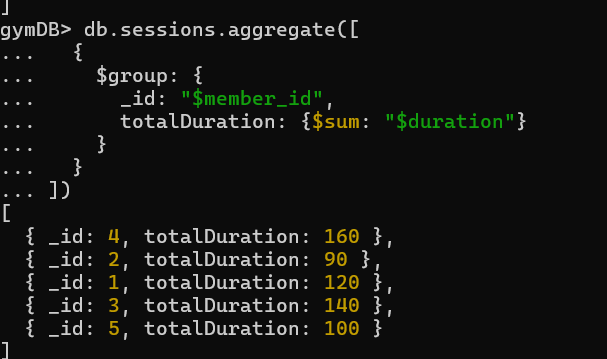 ]
gymDB> db.sessions.aggregate([
...   {
...     $group: {
...       _id: "$member_id",
...       totalDuration: {$sum: "$duration"}
...     }
...   }
... ])
[
  { _id: 4, totalDuration: 160 },
  { _id: 2, totalDuration: 90 },
  { _id: 1, totalDuration: 120 },
  { _id: 3, totalDuration: 140 },
  { _id: 5, totalDuration: 100 }
]